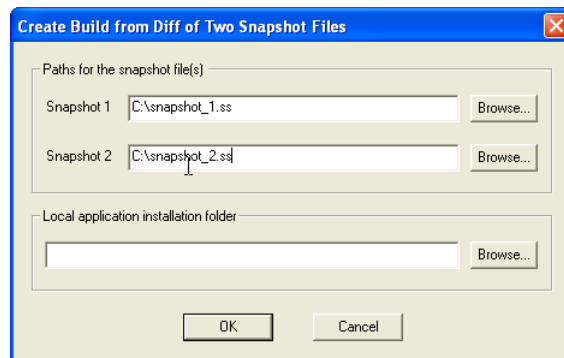 Create Build from Diff of Two Snapshot Files
Paths for the snapshot file(s)
Snapshot 1 C:\snapshot_1.ss Browse...
Snapshot 2 C:\snapshot_2.ss Browse...
Local application installation folder
Browse...
OK Cancel